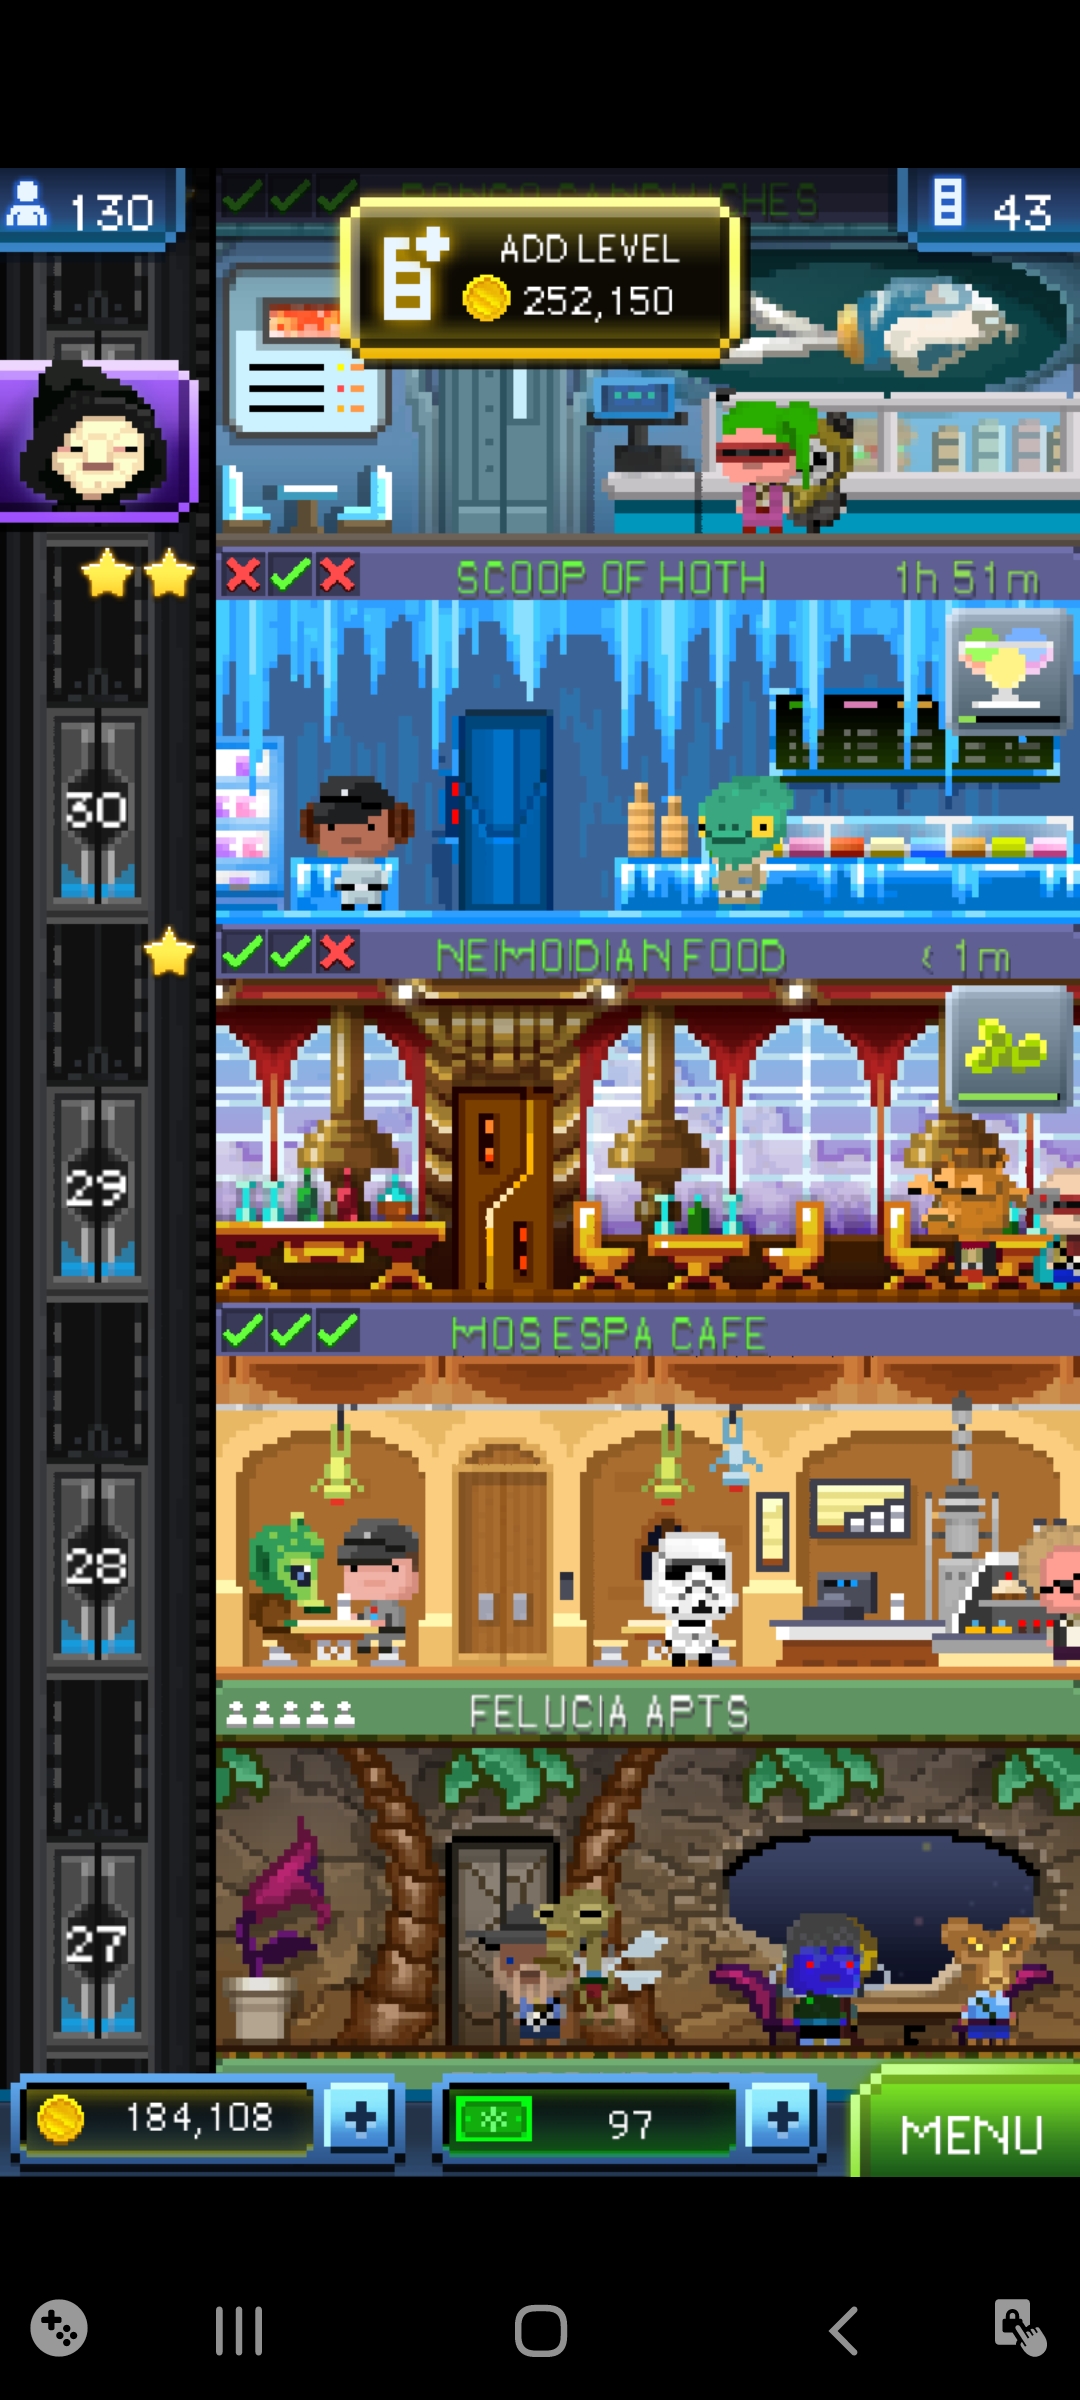 130
SANDWICHES
43
ADD LEVEL
252,150
SCOOP OF HOTH
1h 51m
30
NEIMOIDIAN FOOD
< 1m
29
MOS ESPA CAFE
28
FELUCIA APTS
27
184,108
97
MENU